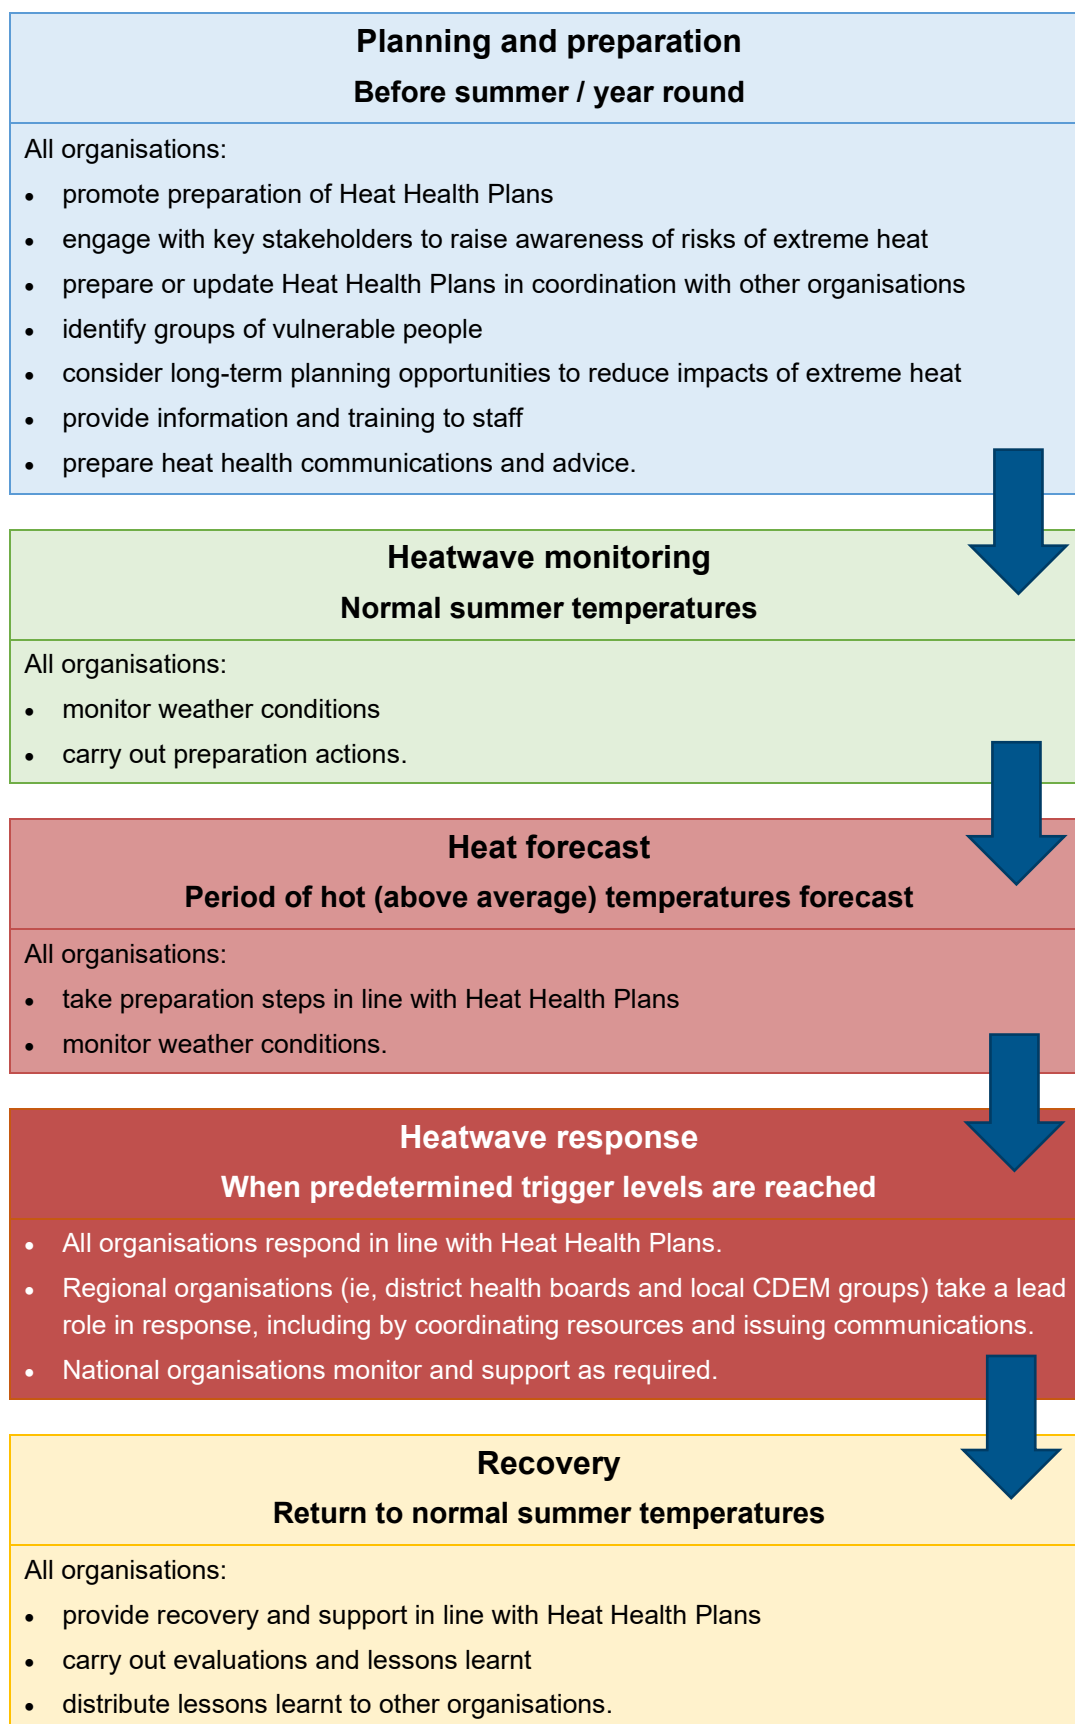 Planning and preparation
Before summer / year round
All organisations:
• promote preparation of Heat Health Plans
• engage with key stakeholders to raise awareness of risks of extreme heat
• prepare or update Heat Health Plans in coordination with other organisations
• identify groups of vulnerable people
• consider long-term planning opportunities to reduce impacts of extreme heat
• provide information and training to staff
• prepare heat health communications and advice.
Heatwave monitoring
Normal summer temperatures
All organisations:
• monitor weather conditions
• carry out preparation actions.
Heat forecast
Period of hot (above average) temperatures forecast
All organisations:
• take preparation steps in line with Heat Health Plans
• monitor weather conditions.
Heatwave response
When predetermined trigger levels are reached
• All organisations respond in line with Heat Health Plans.
• Regional organisations (ie, district health boards and local CDEM groups) take a lead
role in response, including by coordinating resources and issuing communications.
• National organisations monitor and support as required.
Recovery
Return to normal summer temperatures
All organisations:
• provide recovery and support in line with Heat Health Plans
• carry out evaluations and lessons learnt
• distribute lessons learnt to other organisations.